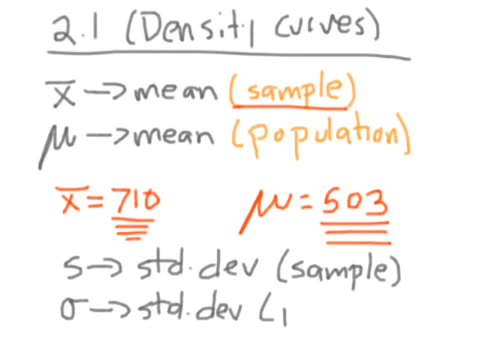 2.1 (Density Curves)
x̄ → mean (sample)
μ → mean (population)
x̄ = 710 μ = 503
s → std.dev (sample)
σ → std.dev (